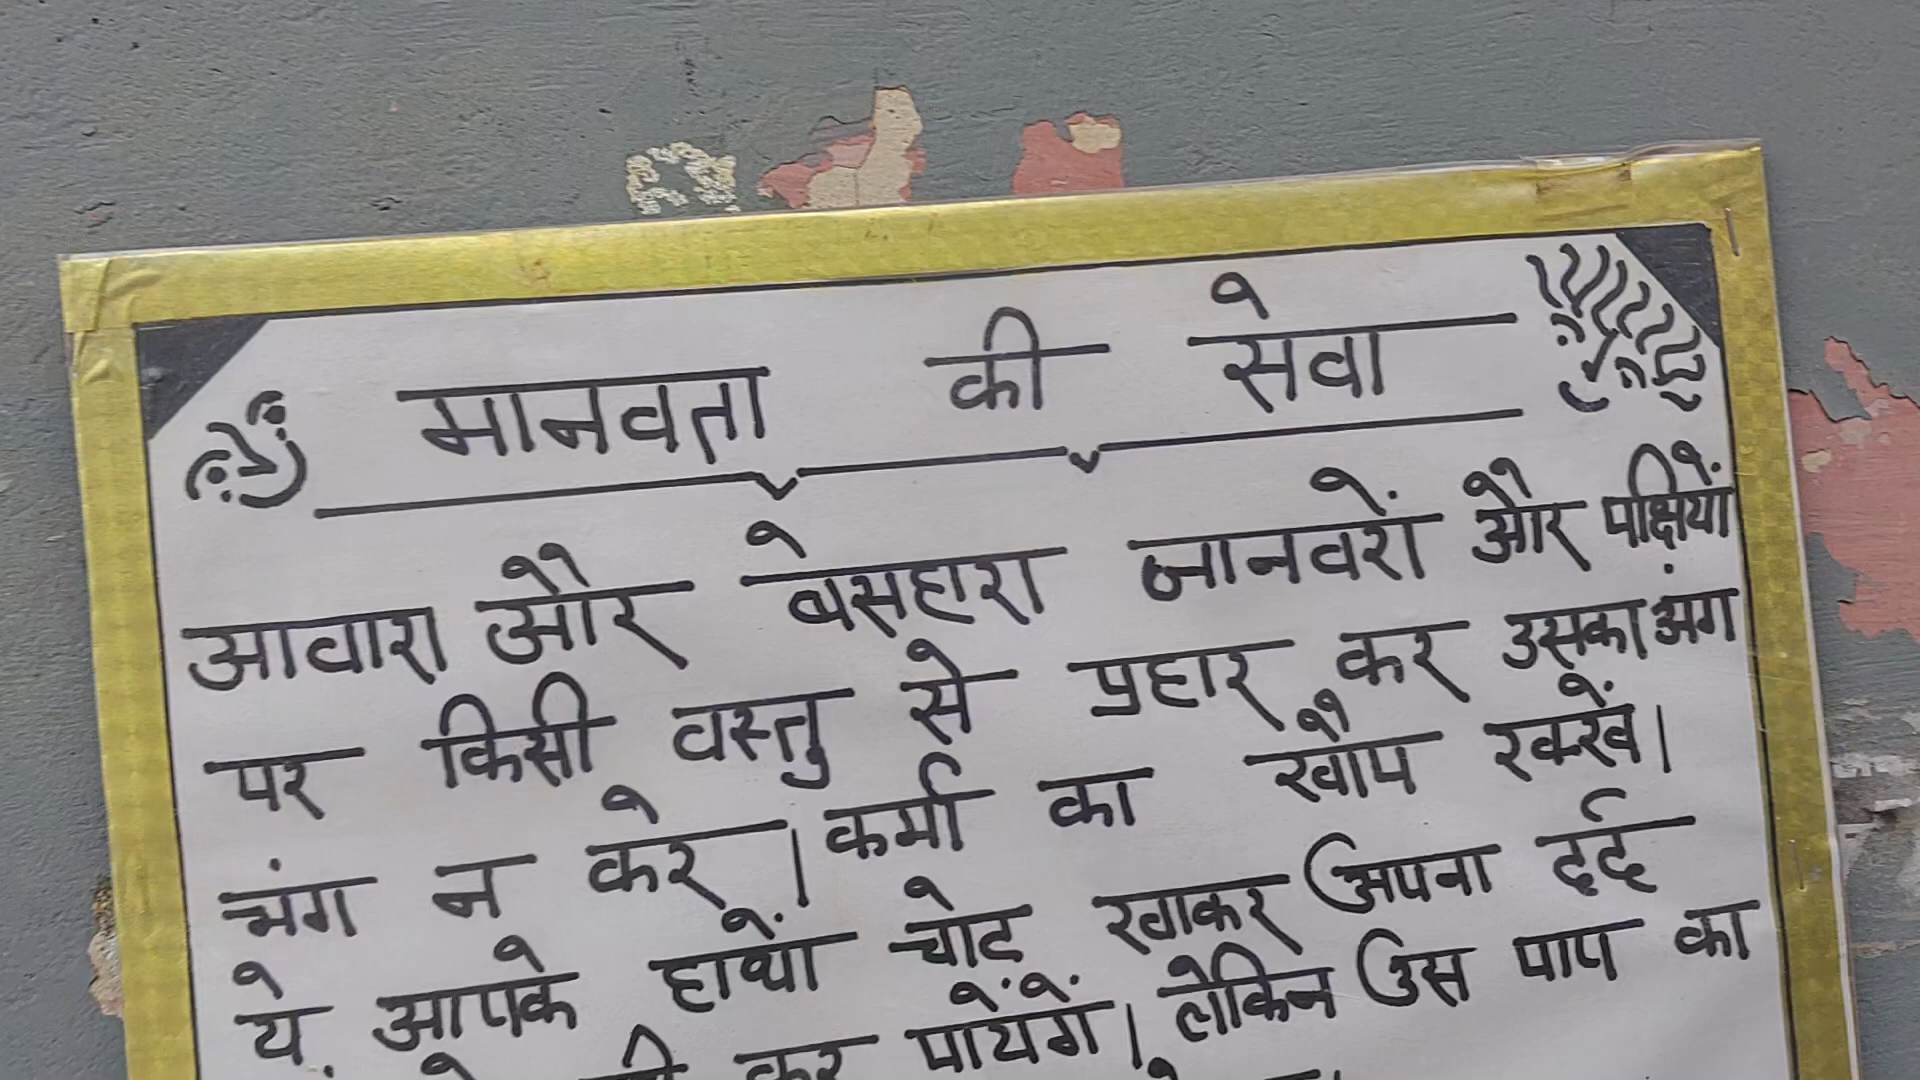 मानवता की सेवा
आवारा और बेसहारा जानवरों और पक्षियों
पर किसी वस्तु से प्रहार कर उसका अंग
भंग न करे। कर्मा का खौप रक्खें।
ये आपके हाथों चोट खाकर अपना दर्द
कर पायेंगें। लेकिन उस पाप का